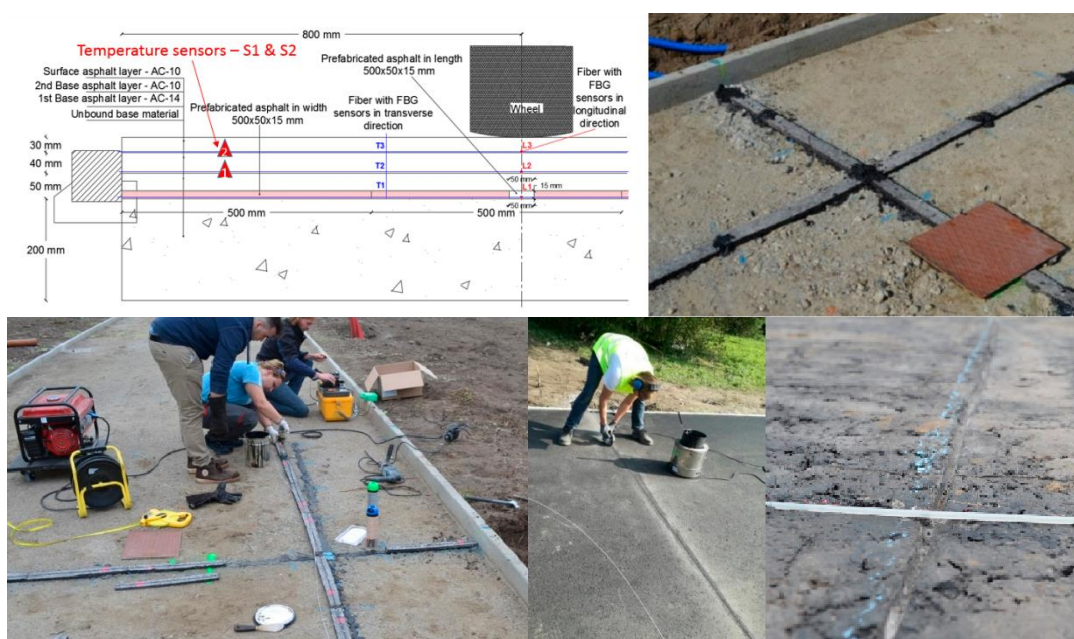 800 mm
Temperature sensors – S1 & S2
Prefabricated asphalt in length
500x50x15 mm
Surface asphalt layer - AC-10
2nd Base asphalt layer - AC-10
1st Base asphalt layer - AC-14
Unbound base material
Prefabricated asphalt in width
500x50x15 mm
Fiber with FBG
sensors in transverse
direction
Wheel
Fiber with
FBG
sensors in
longitudinal
direction
30 mm
40 mm
50 mm
2
1
T3
T2
T1
L3
L2
L1
50 mm
15 mm
50 mm
500 mm
500 mm
200 mm